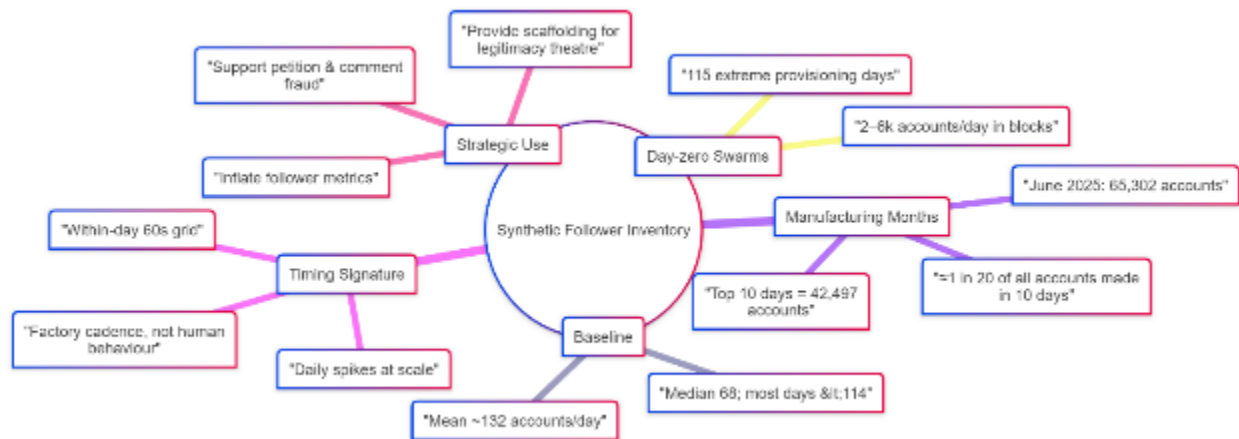 "Provide scaffolding for
legitimacy theatre"
"Support petition & comment
fraud"
Strategic Use
"Inflate follower metrics"
"115 extreme provisioning days"
"2–6k accounts/day in blocks"
Day-zero Swarms
"June 2025: 65,302 accounts"
Manufacturing Months
"≈1 in 20 of all accounts made
in 10 days"
"Top 10 days = 42,497
accounts"
Synthetic Follower Inventory
"Within-day 60s grid"
Timing Signature
"Factory cadence, not human
behaviour"
"Daily spikes at scale"
Baseline
"Median 68; most days &lt;114"
"Mean ~132 accounts/day"